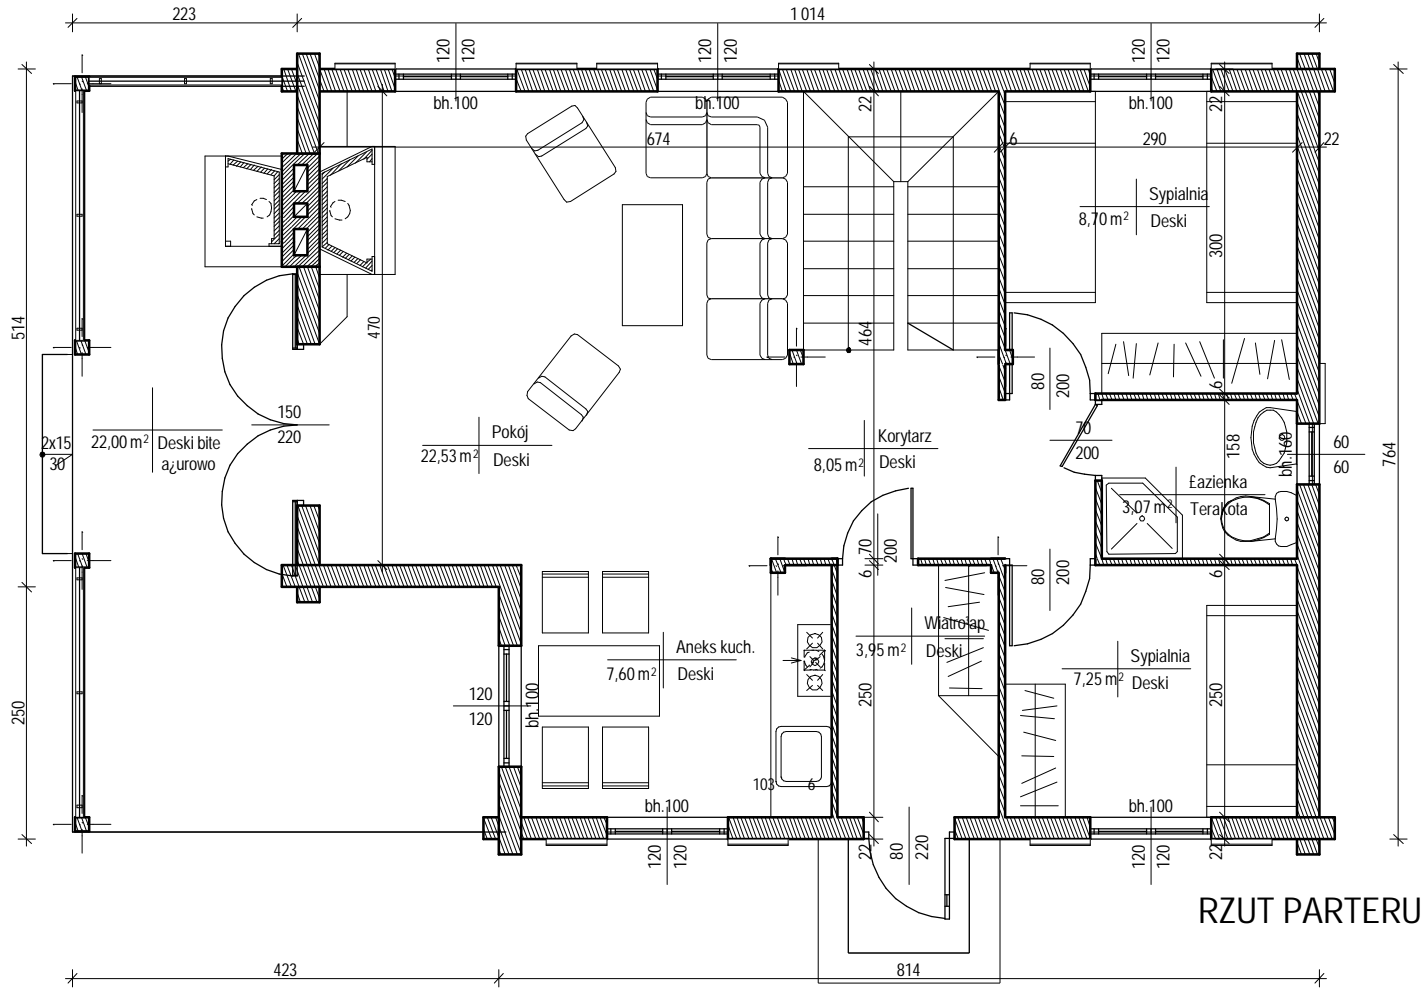 223
1 014
120
120
120
120
120
120
bh.100
bh.100
bh.100
22
22
674
6
290
22
Sypialnia
8,70 m²
Deski
300
514
470
464
80
200
6
150
220
2x15
30
22,00 m²
Deski bite
a¿urowo
Pokój
22,53 m²
Deski
Korytarz
8,05 m²
Deski
70
200
158
bh.160
60
60
764
Łazienka
3,07 m²
Terakota
70
200
6
80
200
6
Aneks kuch.
7,60 m²
Deski
Wiatro³ap
3,95 m²
Deski
Sypialnia
7,25 m²
Deski
250
120
120
bh.100
250
250
103
6
bh.100
bh.100
120
120
22
80
220
120
120
22
RZUT PARTERU
423
814